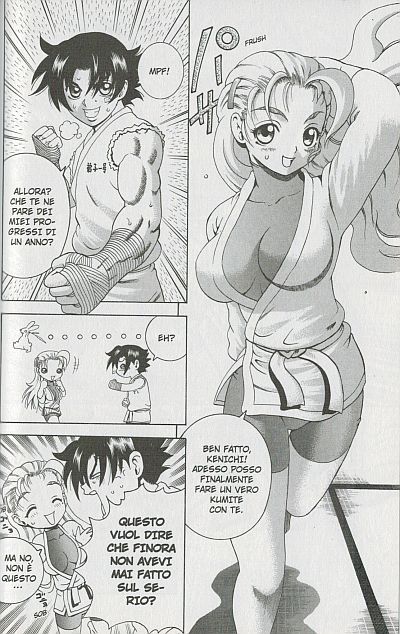 FRUSH
BEN FATTO,
KENICHI!
ADESSO POSSO
FINALMENTE
FARE UN VERO
KUMITE
CON TE.
MPF!
ALLORA?
CHE TE NE
PARE DEI
MIEI PRO-
GRESSI DI
UN ANNO?
EH?
QUESTO
VUOL DIRE
CHE FINORA
NON AVEVI
MAI FATTO
SUL SE-
RIO?
MA NO,
NON È
QUESTO
...
SOB